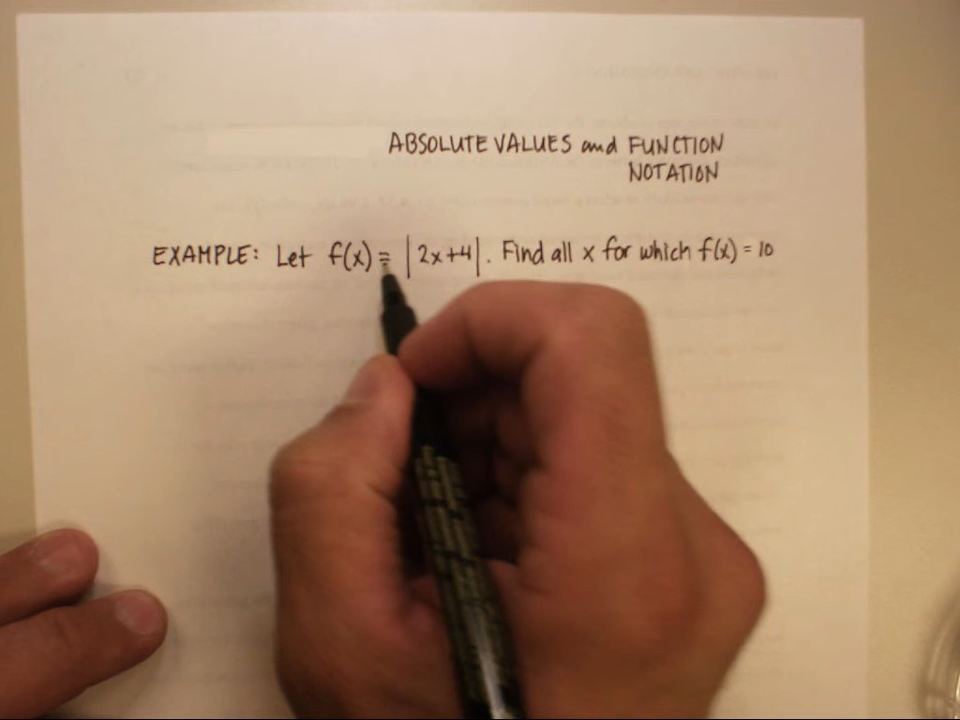 ABSOLUTE VALUES and FUNCTION
NOTATION
EXAMPLE: Let f(x) = |2x+4|. Find all x for which f(x) = 10